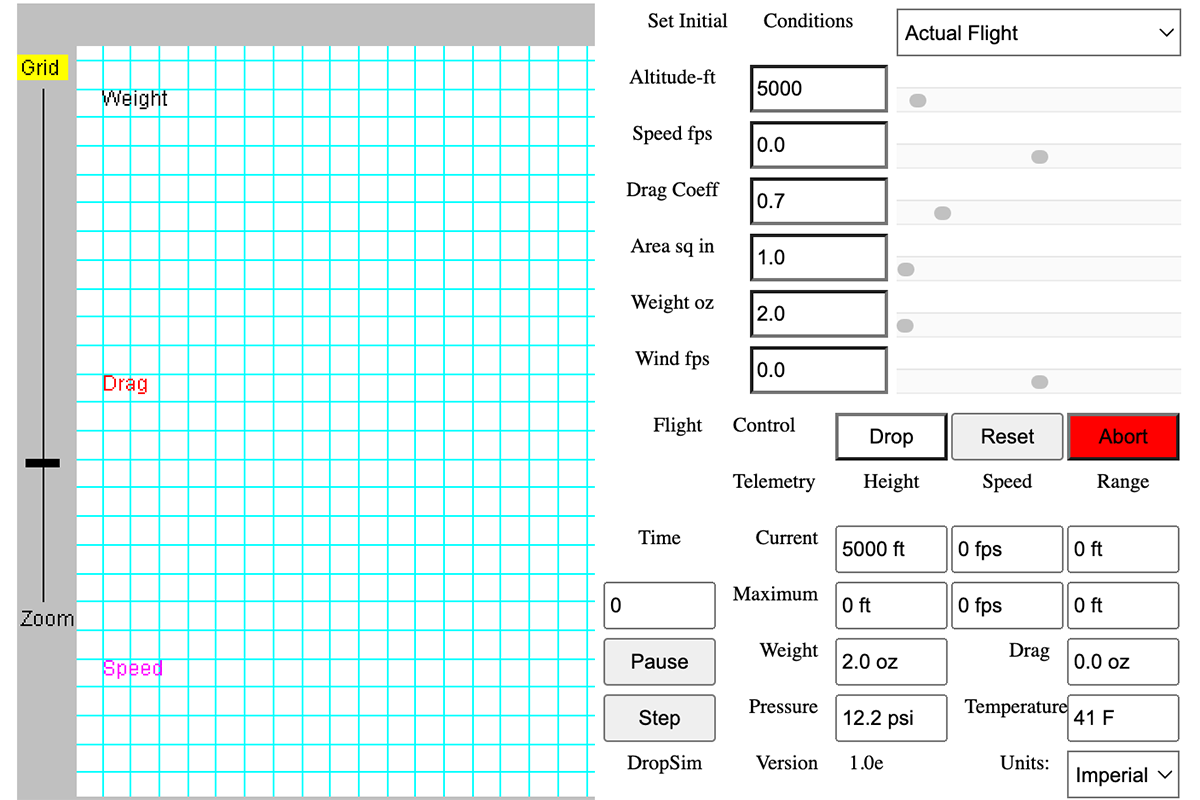 Grid
Weight
Drag
Zoom
Speed
Set Initial Conditions Actual Flight
Altitude-ft 5000
Speed fps 0.0
Drag Coeff 0.7
Area sq in 1.0
Weight oz 2.0
Wind fps 0.0
Flight Control Drop Reset Abort
Telemetry Height Speed Range
Time Current 5000 ft 0 fps 0 ft
0 Maximum 0 ft 0 fps 0 ft
Pause Weight 2.0 oz Drag 0.0 oz
Step Pressure 12.2 psi Temperature 41 F
DropSim Version 1.0e Units: Imperial